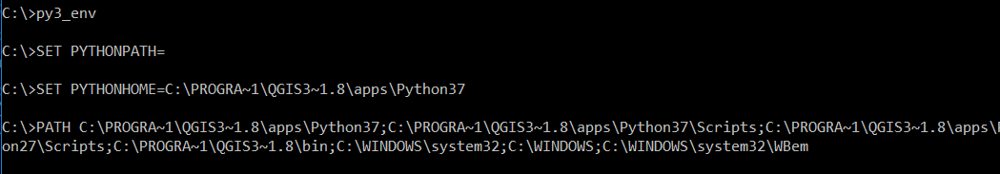 C:\>py3_env
C:\>SET PYTHONPATH=
C:\>SET PYTHONHOME=C:\PROGRA~1\QGIS3~1.8\apps\Python37
C:\>PATH C:\PROGRA~1\QGIS3~1.8\apps\Python37;C:\PROGRA~1\QGIS3~1.8\apps\Python37\Scripts;C:\PROGRA~1\QGIS3~1.8\apps\
on27\Scripts;C:\PROGRA~1\QGIS3~1.8\bin;C:\WINDOWS\system32;C:\WINDOWS;C:\WINDOWS\system32\WBem